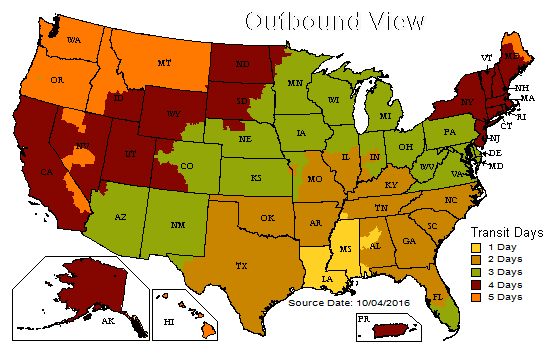 Outbound View
WA
OR
MT
ID
WY
ND
SD
NV
UT
CA
CO
NE
KS
AZ
NM
OK
TX
MN
IA
WI
MI
IL
IN
OH
MO
KY
TN
AR
MS
AL
LA
GA
FL
SC
NC
VA
WV
PA
NY
VT
ME
NH
MA
RI
CT
NJ
DE
MD
Transit Days
1 Day
2 Days
3 Days
4 Days
5 Days
Source Date: 10/04/2016
AK
HI
PR